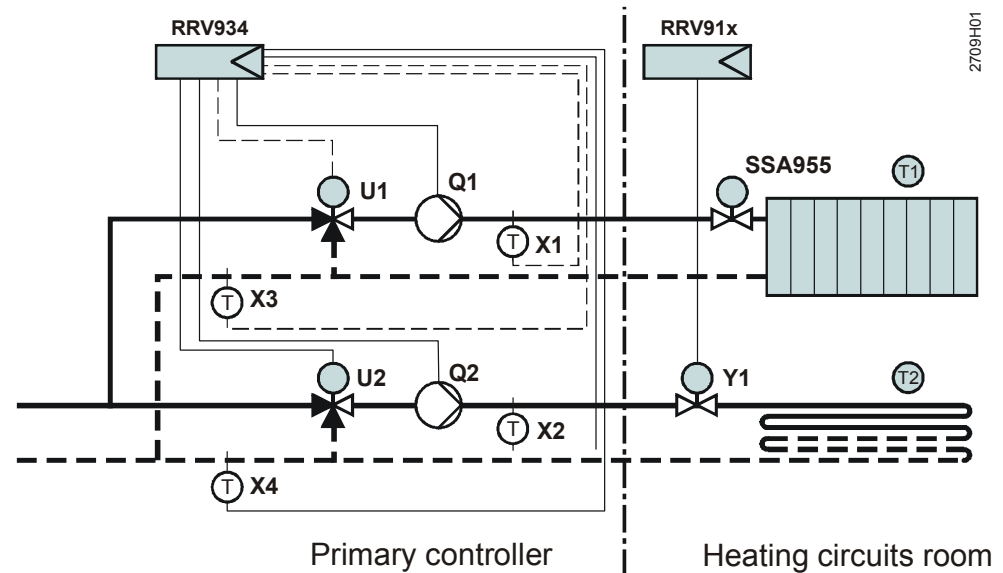 RRV934
RRV91x
2709H01
SSA955
T1
U1
Q1
T
X1
T
X3
U2
Q2
Y1
T2
T
X2
T
X4
Primary controller
Heating circuits room